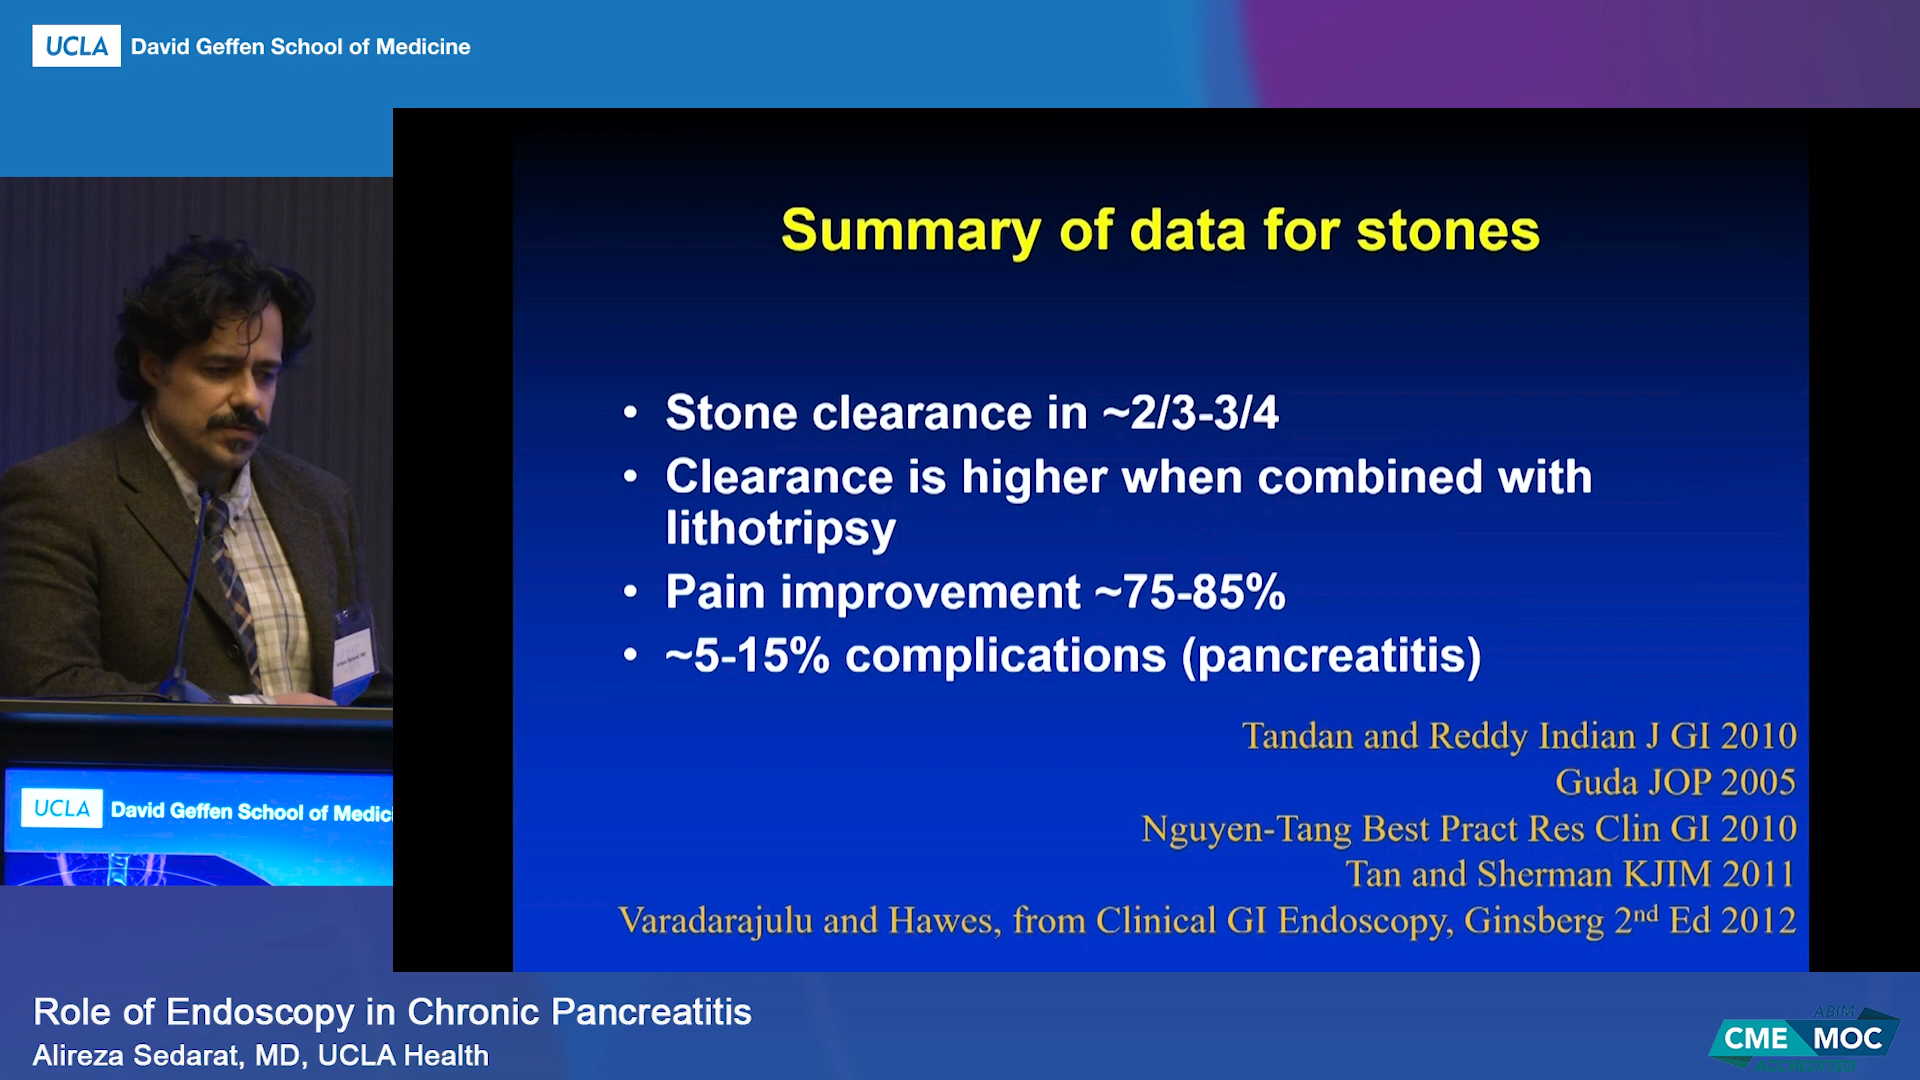 UCLA David Geffen School of Medicine
Summary of data for stones
• Stone clearance in ~2/3-3/4
• Clearance is higher when combined with
lithotripsy
• Pain improvement ~75-85%
• ~5-15% complications (pancreatitis)
Tandan and Reddy Indian J GI 2010
Guda JOP 2005
Nguyen-Tang Best Pract Res Clin GI 2010
Tan and Sherman KJIM 2011
Varadarajulu and Hawes, from Clinical GI Endoscopy, Ginsberg 2nd Ed 2012
UCLA David Geffen School of Medici
Role of Endoscopy in Chronic Pancreatitis
Alireza Sedarat, MD, UCLA Health
ABIM
CME MOC
ACCREDITED